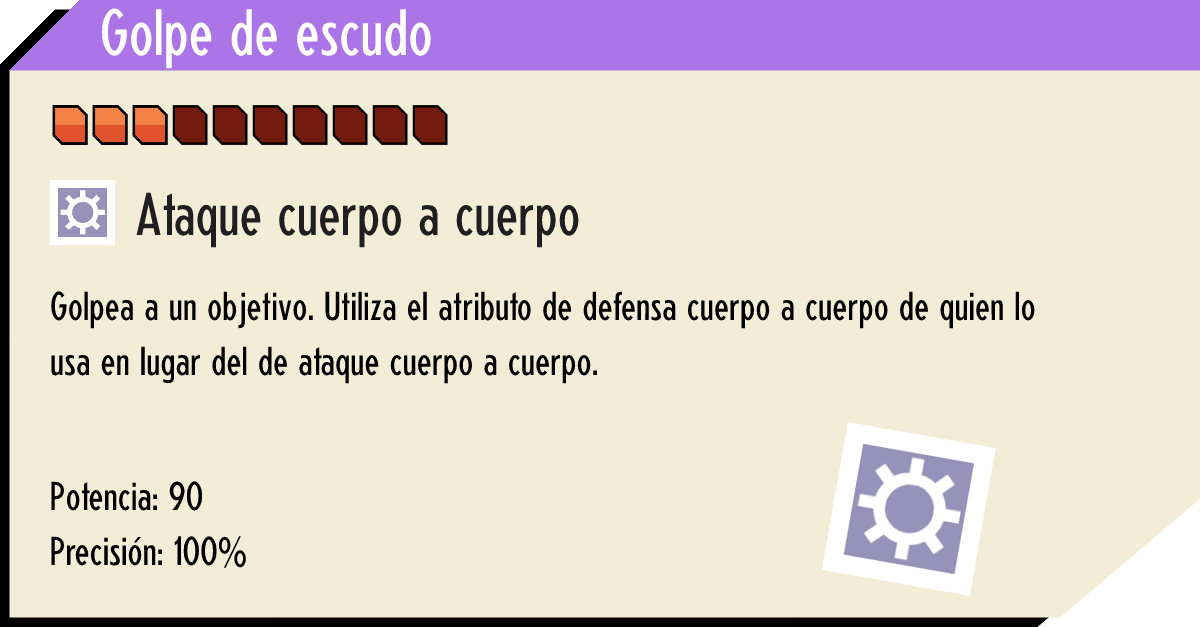 Golpe de escudo
Ataque cuerpo a cuerpo
Golpea a un objetivo. Utiliza el atributo de defensa cuerpo a cuerpo de quien lo
usa en lugar del de ataque cuerpo a cuerpo.
Potencia: 90
Precisión: 100%